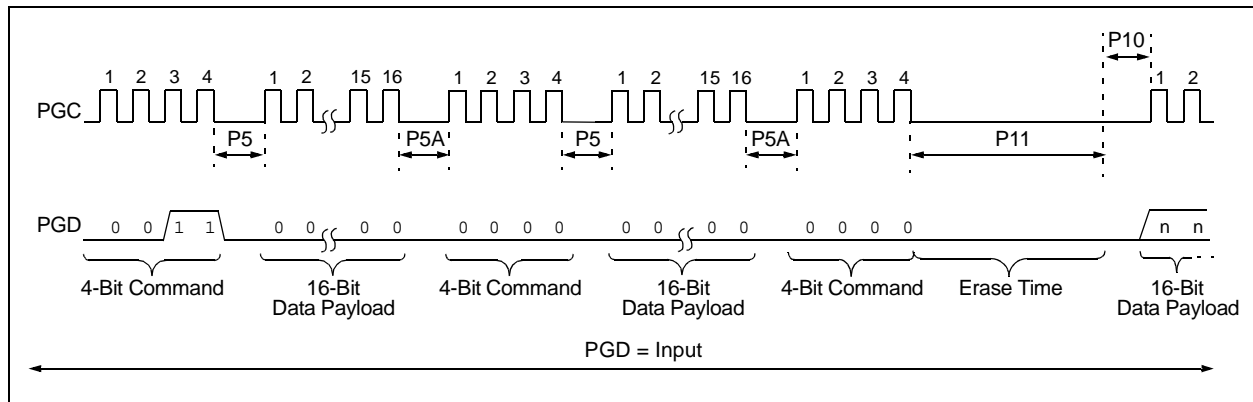 P10
1 2 3 4 1 2 15 16 1 2 3 4 1 2 15 16 1 2 3 4 1 2
PGC
P5 P5A P5 P5A P11
PGD 0 0 1 1 0 0 0 0 0 0 0 0 0 0 0 0 0 0 0 0 n n
4-Bit Command 16-Bit 4-Bit Command 16-Bit 4-Bit Command Erase Time 16-Bit
Data Payload Data Payload Data Payload
PGD = Input